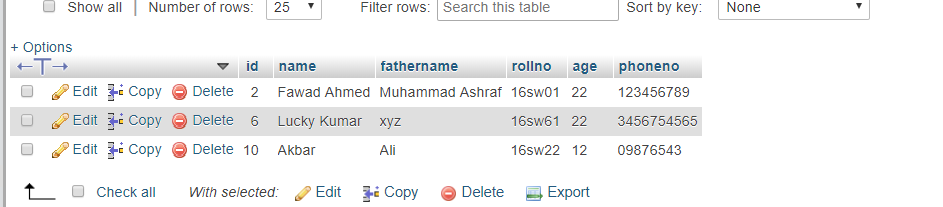 Show all | Number of rows: 25 Filter rows: Search this table Sort by key: None
+ Options
id name fathername rollno age phoneno
Edit Copy Delete 2 Fawad Ahmed Muhammad Ashraf 16sw01 22 123456789
Edit Copy Delete 6 Lucky Kumar xyz 16sw61 22 3456754565
Edit Copy Delete 10 Akbar Ali 16sw22 12 09876543
Check all With selected: Edit Copy Delete Export